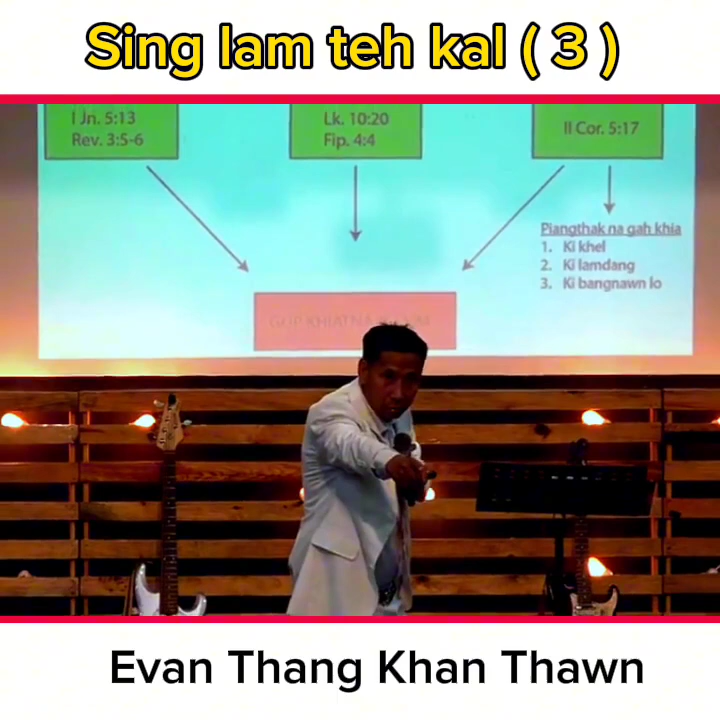 Sing lam teh kal ( 3 )
I Jn. 5:13
Rev. 3:5-6
Lk. 10:20
Fip. 4:4
II Cor. 5:17
Piangthak na gah khia
1. Ki khel
2. Ki lamdang
3. Ki bangnawn lo
Evan Thang Khan Thawn